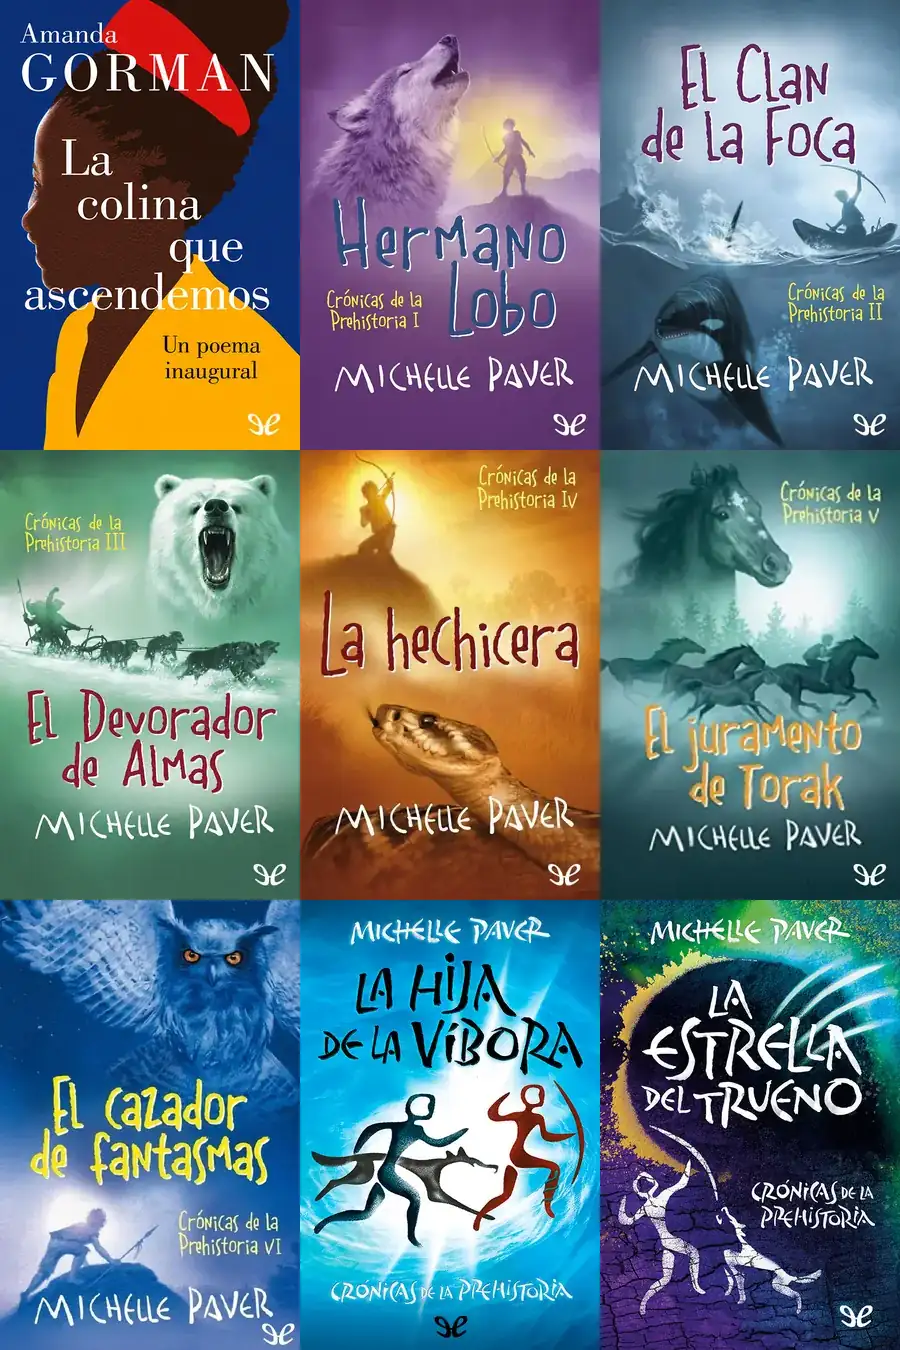 Amanda
GORMAN
La
colina
que
ascendemos
Un poema
inaugural
Hermano
Lobo
Crónicas de la
Prehistoria I
MICHELLE PAVER
El Clan
de la Foca
Crónicas de la
Prehistoria II
MICHELLE PAVER
Crónicas de la
Prehistoria III
El Devorador
de Almas
MICHELLE PAVER
Crónicas de la
Prehistoria IV
La hechicera
MICHELLE PAVER
Crónicas de la
Prehistoria V
El juramento
de Torak
MICHELLE PAVER
El cazador
de fantasmas
Crónicas de la
Prehistoria VI
MICHELLE PAVER
MICHELLE PAVER
LA HIJA
DE LA VÍBORA
CRÓNICAS DE LA PREHISTORIA
MICHELLE PAVER
LA
ESTRELLA
DEL TRUENO
CRÓNICAS DE LA
PREHISTORIA